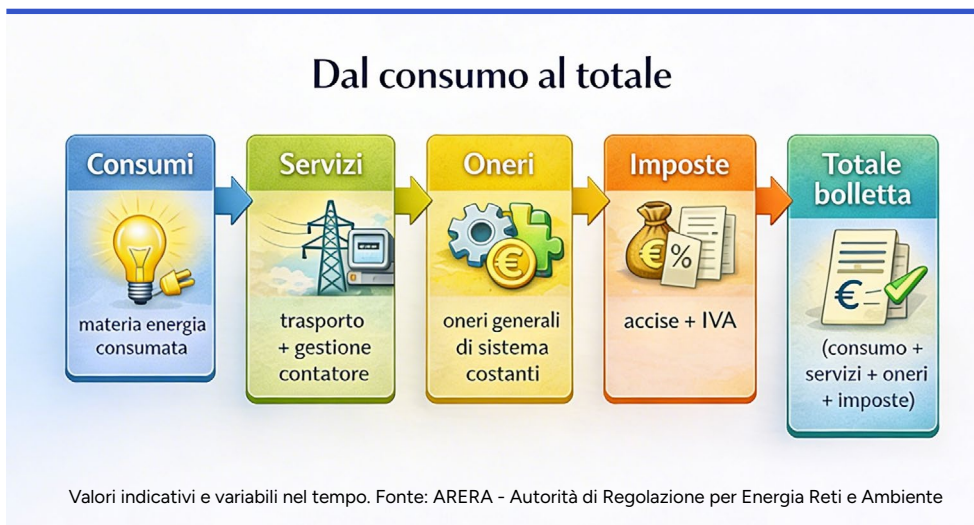 Dal consumo al totale
Consumi
materia energia
consumata
Servizi
trasporto
+ gestione
contatore
Oneri
€
oneri generali
di sistema
costanti
Imposte
€
%
accise + IVA
Totale
bolletta
€
(consumo +
servizi + oneri
+ imposte)
Valori indicativi e variabili nel tempo. Fonte: ARERA - Autorità di Regolazione per Energia Reti e Ambiente